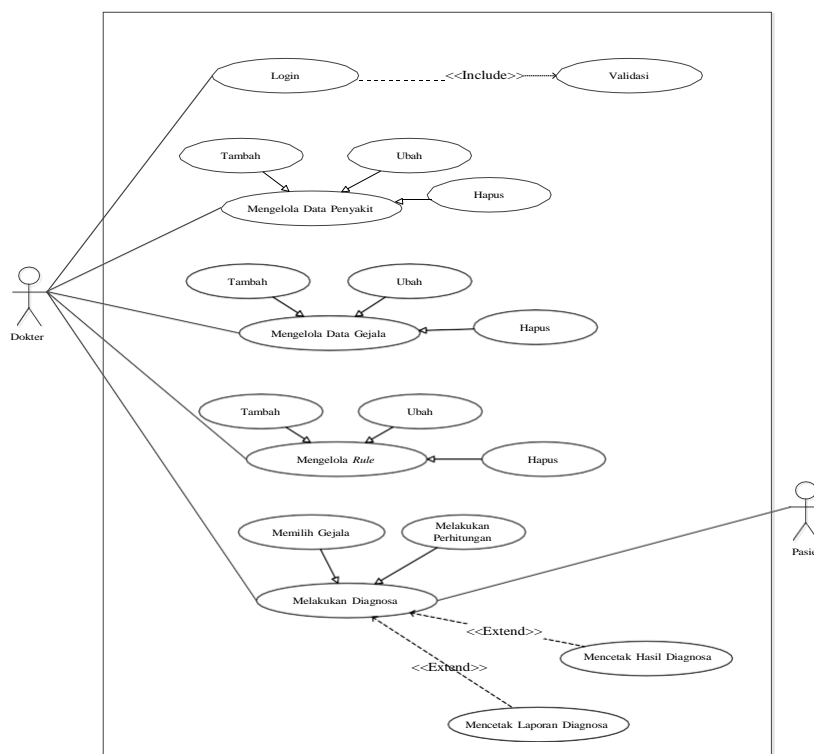 Login
<<Include>>
Validasi
Tambah
Ubah
Hapus
Mengelola Data Penyakit
Dokter
Tambah
Ubah
Hapus
Mengelola Data Gejala
Tambah
Ubah
Hapus
Mengelola Rule
Memilih Gejala
Melakukan
Perhitungan
Pasie
Melakukan Diagnosa
<<Extend>>
Mencetak Hasil Diagnosa
<<Extend>>
Mencetak Laporan Diagnosa